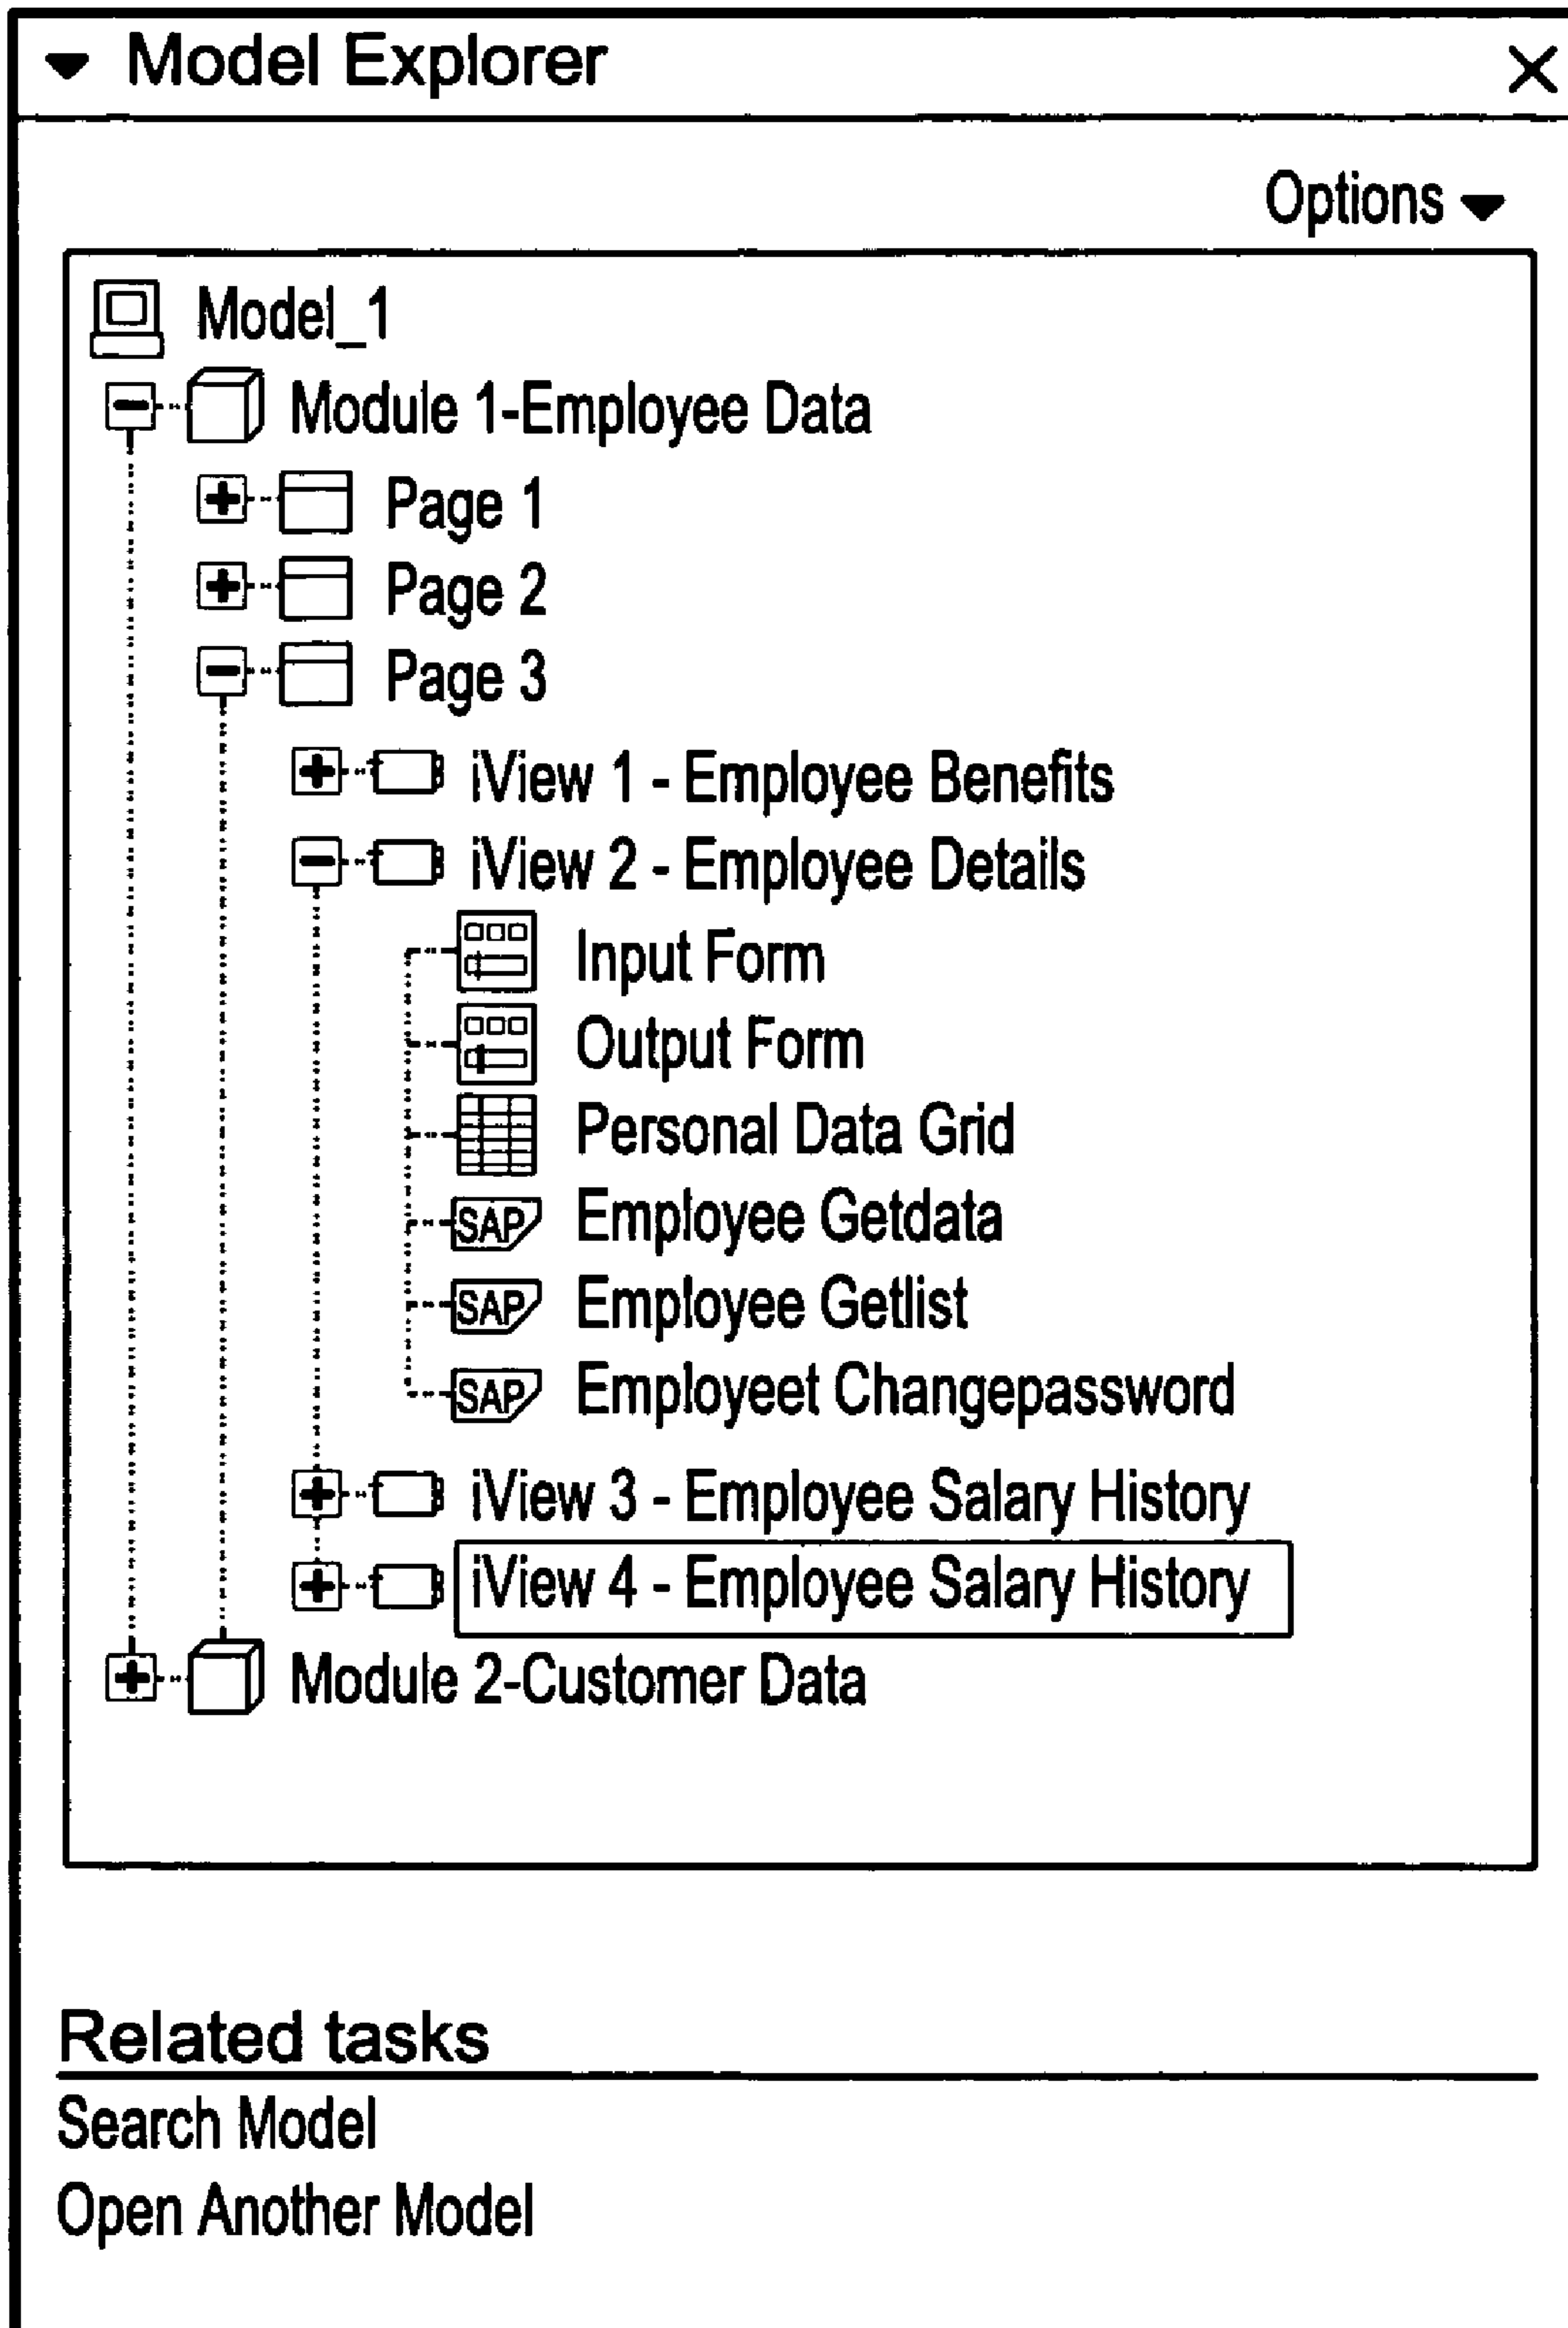 Model Explorer
Options
Model_1
Module 1-Employee Data
Page 1
Page 2
Page 3
iView 1 - Employee Benefits
iView 2 - Employee Details
Input Form
Output Form
Personal Data Grid
SAP Employee Getdata
SAP Employee Getlist
SAP Employeet Changepassword
iView 3 - Employee Salary History
iView 4 - Employee Salary History
Module 2-Customer Data
Related tasks
Search Model
Open Another Model